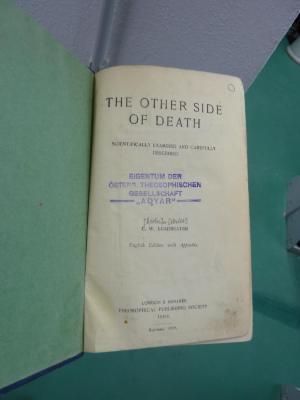 THE OTHER SIDE
OF DEATH
SCIENTIFICALLY EXAMINED AND CAREFULLY
DESCRIBED
EIGENTUM DER
ÖSTERR. THEOSOPHISCHEN
GESELLSCHAFT
„ADYAR"
C. W. LEADBEATER
English Edition with Appendix
LONDON & BENARES
THEOSOPHICAL PUBLISHING SOCIETY